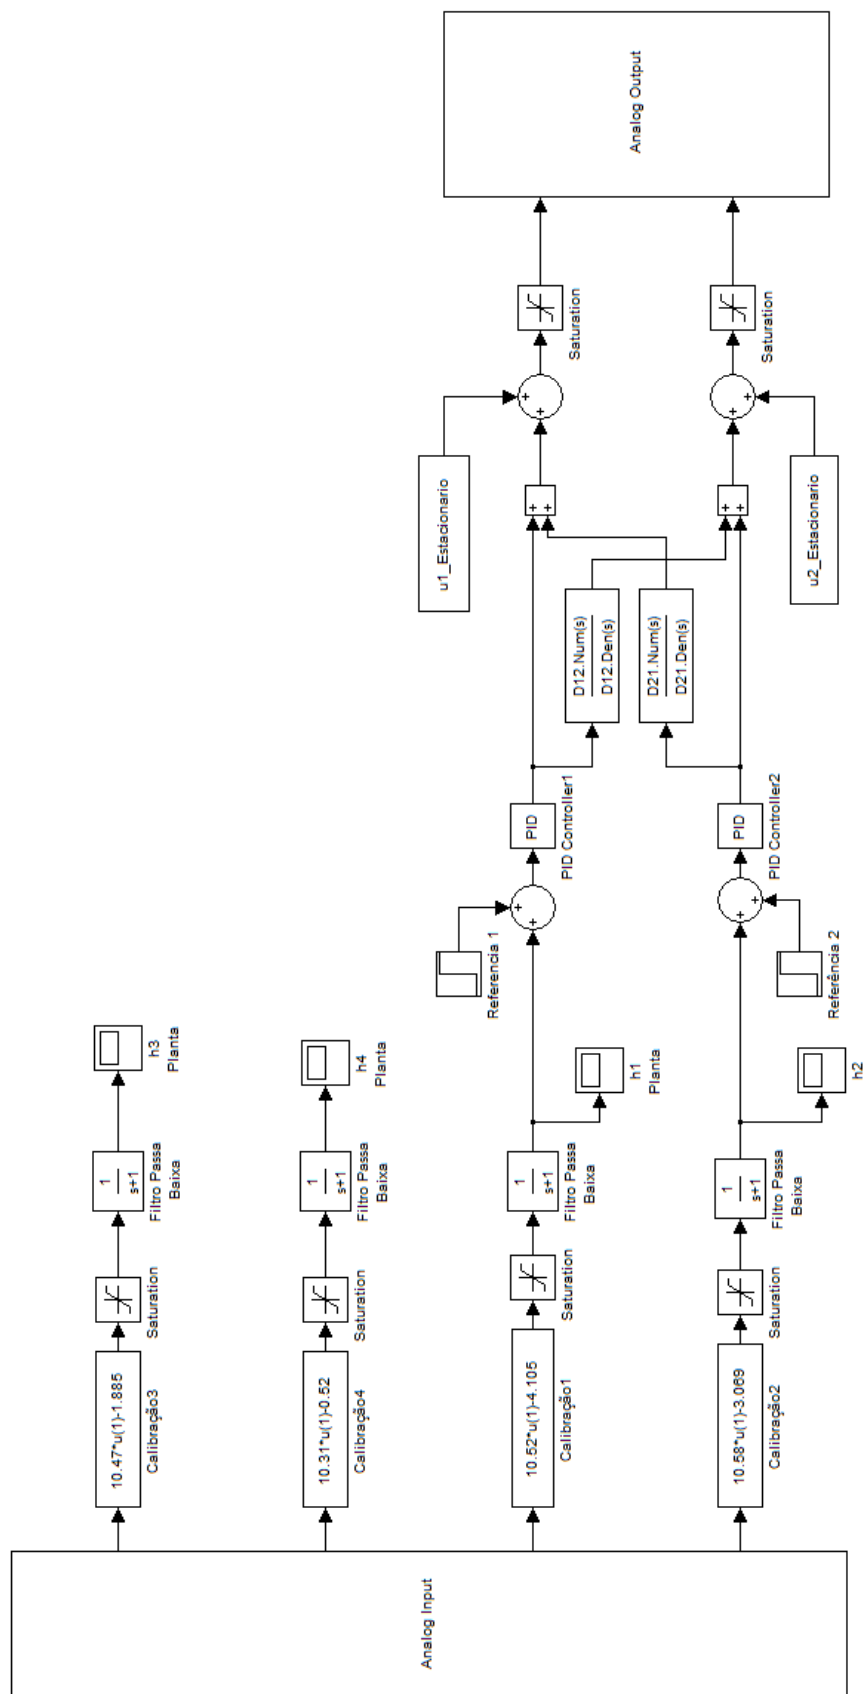 Analog Input
10.47*u(1)-1.885
Calibração3
Saturation
1
s+1
Filtro Passa
Baixa
h3
Planta
10.31*u(1)-0.52
Calibração4
Saturation
1
s+1
Filtro Passa
Baixa
h4
Planta
10.52*u(1)-4.105
Calibração1
Saturation
1
s+1
Filtro Passa
Baixa
h1
Planta
Referencia 1
+
+
PID
PID Controller1
D12.Num(s)
D12.Den(s)
+
+
u1_Estacionario
+
+
Saturation
10.58*u(1)-3.069
Calibração2
Saturation
1
s+1
Filtro Passa
Baixa
h2
Referência 2
+
+
PID
PID Controller2
D21.Num(s)
D21.Den(s)
+
+
u2_Estacionario
+
+
Saturation
Analog Output